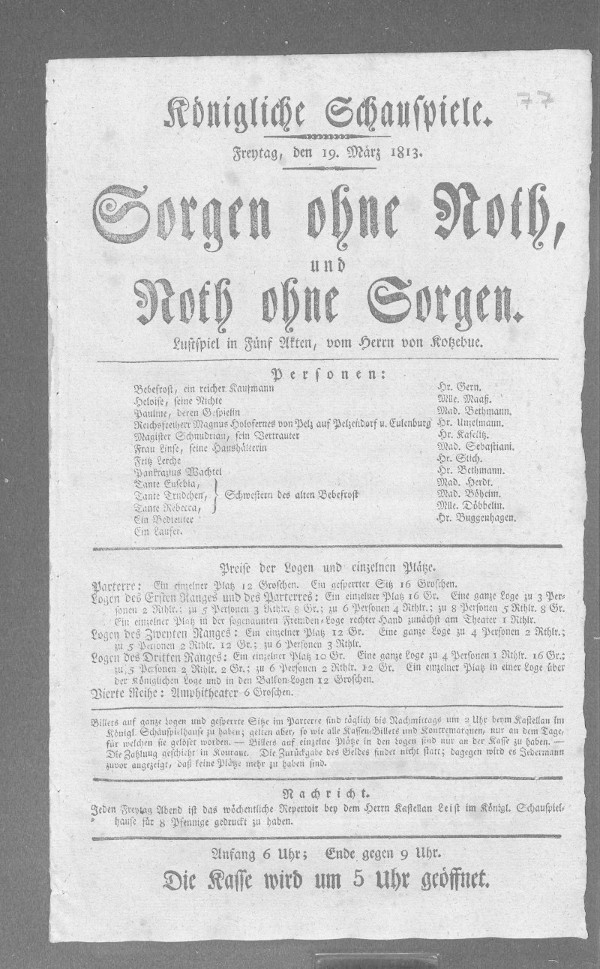 77
Königliche Schauspiele.
Freytag, den 19. März 1813.
Sorgen ohne Noth,
und
Noth ohne Sorgen.
Lustspiel in Fünf Akten, vom Herrn von Kotzebue.
Personen:
Bebefrost, ein reicher Kaufmann Hr. Gern.
Heloise, seine Nichte Mlle. Maaß.
Pauline, deren Gespielin Mad. Bethmann.
Reichsfreiherr Magnus Holofernes von Pelz auf Pelzendorf u. Eulenburg Hr. Unzelmann.
Magister Schmidrian, sein Vertrauter Hr. Kaselitz.
Frau Linse, seine Haushälterin Mad. Sebastiani.
Fritz Lerche Hr. Stich.
Pankrazius Wachtel Hr. Bethmann.
Tante Eusebia, Mad. Herdt.
Tante Trudchen, Schwestern des alten Bebefrost Mad. Böheim.
Tante Rebecca, Mlle. Döbbelin.
Ein Bedienter Hr. Buggenhagen.
Ein Laufer.
Preise der Logen und einzelnen Plätze.
Parterre: Ein einzelner Platz 12 Groschen. Ein gesperrter Sitz 16 Groschen.
Logen des Ersten Ranges und des Parterres: Ein einzelner Platz 16 Gr. Eine ganze Loge zu 3 Per-
sonen 2 Rthlr.; zu 5 Personen 3 Rthlr. 8 Gr.; zu 6 Personen 4 Rthlr.; zu 8 Personen 5 Rthlr. 8 Gr.
Ein einzelner Platz in der sogenannten Fremden-Loge rechter Hand zunächst am Theater 1 Rthlr.
Logen des Zweyten Ranges: Ein einzelner Platz 12 Gr. Eine ganze Loge zu 4 Personen 2 Rthlr.;
zu 5 Personen 2 Rthlr. 12 Gr.; zu 6 Personen 3 Rthlr.
Logen des Dritten Ranges: Ein einzelner Platz 10 Gr. Eine ganze Loge zu 4 Personen 1 Rthlr. 16 Gr.;
zu 5 Personen 2 Rthlr. 2 Gr.; zu 6 Personen 2 Rthlr. 12 Gr. Ein einzelner Platz in einer Loge über
der Königlichen Loge und in den Balkon-Logen 12 Groschen.
Vierte Reihe: Amphitheater 6 Groschen.
Billets auf ganze Logen und gesperrte Sitze im Parterre sind täglich bis Nachmittags um 2 Uhr beym Kastellan im
Königl. Schauspielhause zu haben; gelten aber, so wie alle Kassen-Billets und Kontremarquen, nur an dem Tage,
für welchen sie gelöset worden. — Billets auf einzelne Plätze in den Logen sind nur an der Kasse zu haben. —
Die Zahlung geschieht in Kourant. Die Zurückgabe des Geldes findet nicht statt; dagegen wird es Jedermann
zuvor angezeigt, daß keine Plätze mehr zu haben sind.
Nachricht.
Jeden Freytag Abend ist das wöchentliche Repertoir bey dem Herrn Kastellan Leist im Königl. Schauspiel-
hause für 8 Pfennige gedruckt zu haben.
Anfang 6 Uhr; Ende gegen 9 Uhr.
Die Kasse wird um 5 Uhr geöffnet.